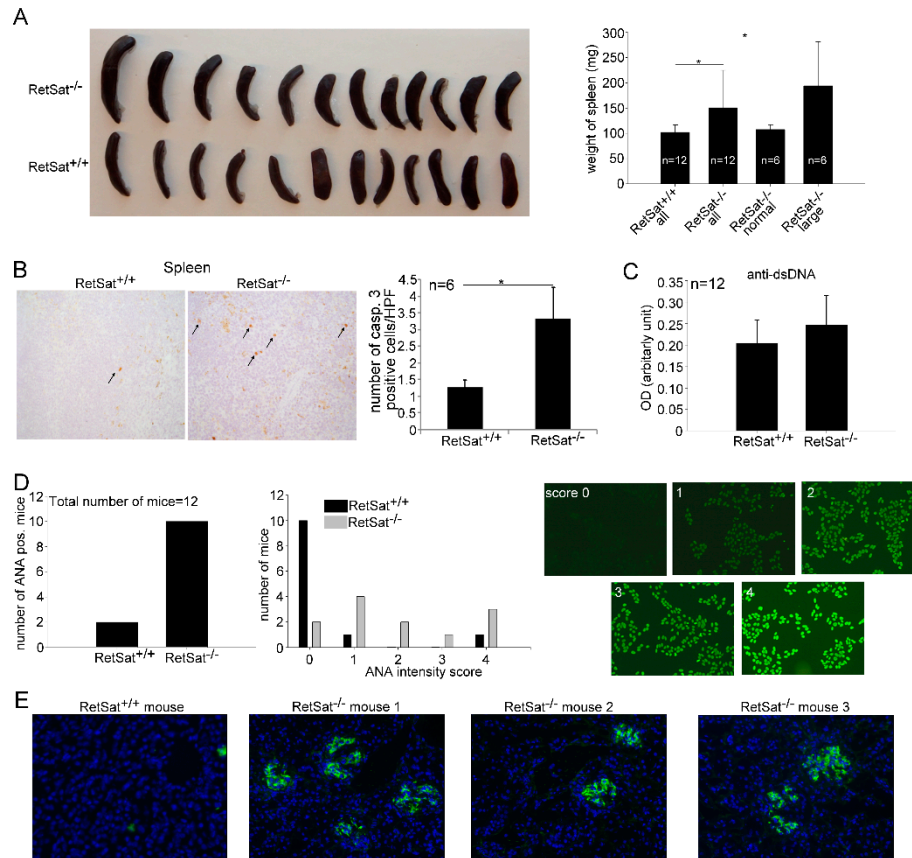 A
RetSat-/-
RetSat+/+
weight of spleen (mg)
300
250
200
150
100
50
0
*
*
n=12
n=12
n=6
n=6
RetSat+/+
all
RetSat-/-
all
RetSat-/-
normal
RetSat-/-
large
B
Spleen
RetSat+/+
RetSat-/-
number of casp. 3
positive cells/HPF
4.5
4
3.5
3
2.5
2
1.5
1
0.5
0
n=6
*
RetSat+/+
RetSat-/-
C
anti-dsDNA
n=12
OD (arbitarly unit)
0.35
0.30
0.25
0.20
0.15
0.10
0.05
0
RetSat+/+
RetSat-/-
D
Total number of mice=12
number of ANA pos. mice
12
10
8
6
4
2
0
RetSat+/+
RetSat-/-
number of mice
12
10
8
6
4
2
0
RetSat+/+
RetSat-/-
0 1 2 3 4
ANA intensity score
score 0
1
2
3
4
E
RetSat+/+ mouse
RetSat-/- mouse 1
RetSat-/- mouse 2
RetSat-/- mouse 3